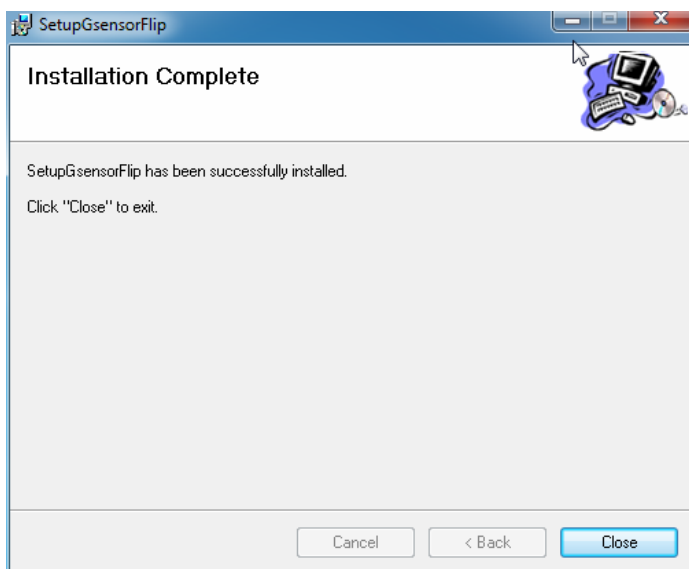 SetupGsensorFlip
Installation Complete
SetupGsensorFlip has been successfully installed.
Click "Close" to exit.
Cancel
< Back
Close